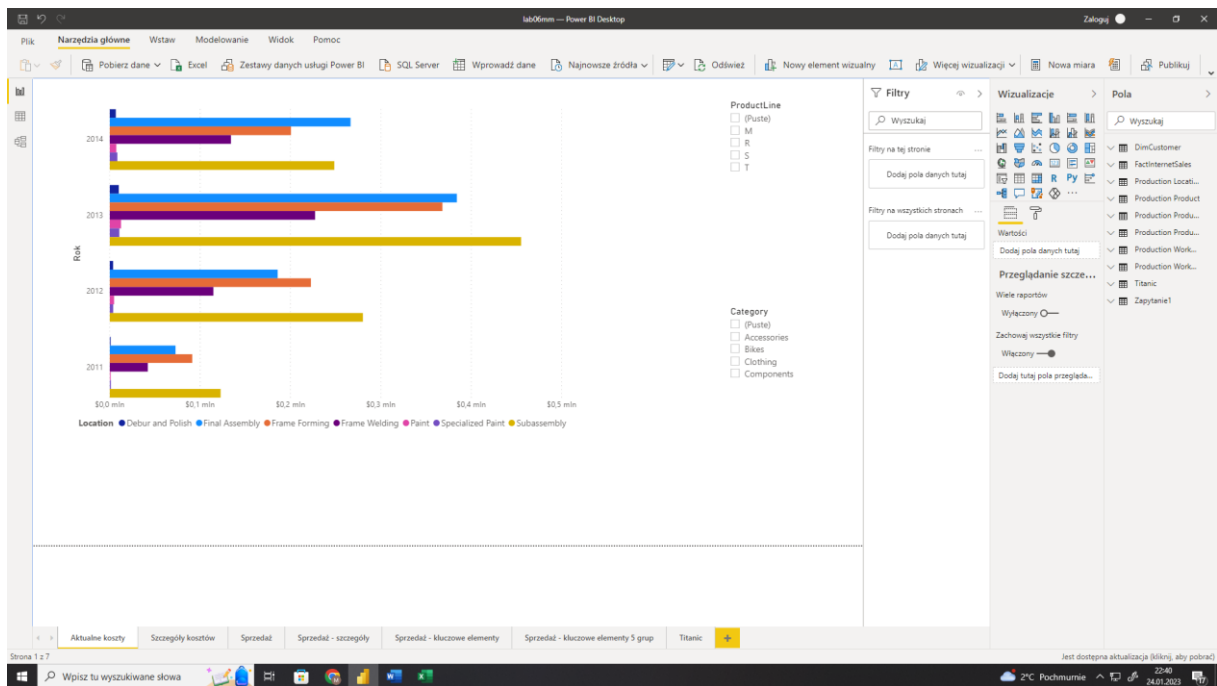 lab06mm — Power BI Desktop
Zaloguj
Plik Narzędzia główne Wstaw Modelowanie Widok Pomoc
Pobierz dane Excel Zestawy danych usługi Power BI SQL Server Wprowadź dane Najnowsze źródła Odśwież Nowy element wizualny Więcej wizualizacji Nowa miara Publikuj
Rok
2014
2013
2012
2011
$0,0 mln $0,1 mln $0,2 mln $0,3 mln $0,4 mln $0,5 mln
Location Debur and Polish Final Assembly Frame Forming Frame Welding Paint Specialized Paint Subassembly
ProductLine
(Puste)
M
R
S
T
Category
(Puste)
Accessories
Bikes
Clothing
Components
Filtry
Wyszukaj
Filtry na tej stronie ...
Dodaj pola danych tutaj
Filtry na wszystkich stronach ...
Dodaj pola danych tutaj
Wizualizacje
R Py
...
Wartości
Dodaj pola danych tutaj
Przeglądanie szcze...
Wiele raportów
Wyłączony
Zachowaj wszystkie filtry
Włączony
Dodaj tutaj pola przegląda...
Pola
Wyszukaj
DimCustomer
FactInternetSales
Production Locati...
Production Product
Production Produ...
Production Produ...
Production Work...
Production Work...
Titanic
Zapytanie1
Aktualne koszty Szczegóły kosztów Sprzedaż Sprzedaż - szczegóły Sprzedaż - kluczowe elementy Sprzedaż - kluczowe elementy 5 grup Titanic +
Strona 1 z 7
Jest dostępna aktualizacja (kliknij, aby pobrać)
Wpisz tu wyszukiwane słowa
2°C Pochmurnie
22:40
24.01.2023
17